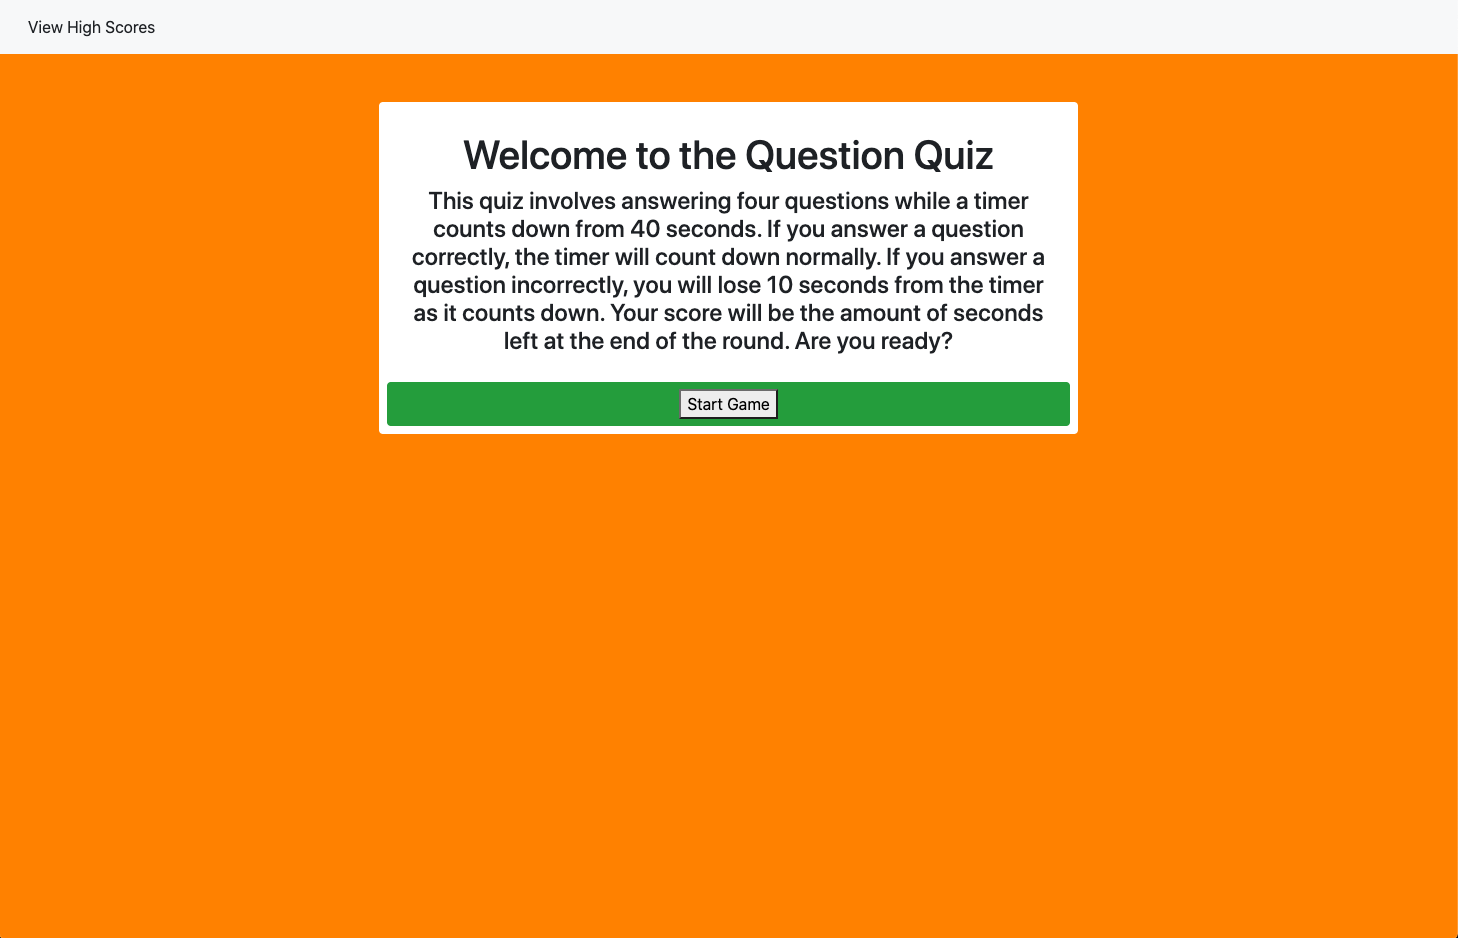 View High Scores
Welcome to the Question Quiz
This quiz involves answering four questions while a timer
counts down from 40 seconds. If you answer a question
correctly, the timer will count down normally. If you answer a
question incorrectly, you will lose 10 seconds from the timer
as it counts down. Your score will be the amount of seconds
left at the end of the round. Are you ready?
Start Game